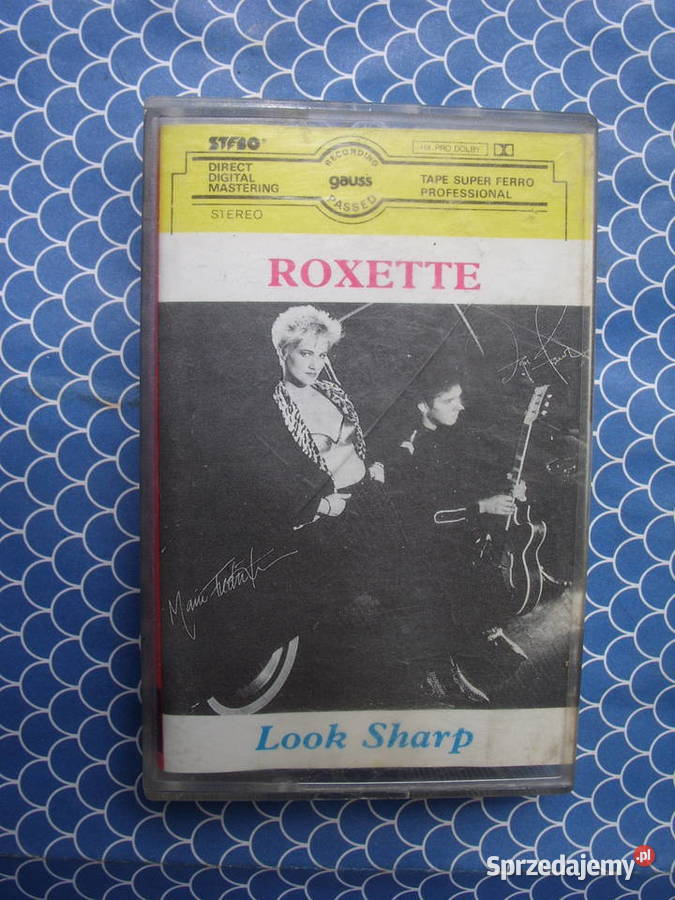 STEBO
HX PRO DOLBY
DIRECT
DIGITAL
MASTERING
STEREO
RECORDING
gauss
PASSED
TAPE SUPER FERRO
PROFESSIONAL
ROXETTE
Look Sharp
Sprzedajemy.pl